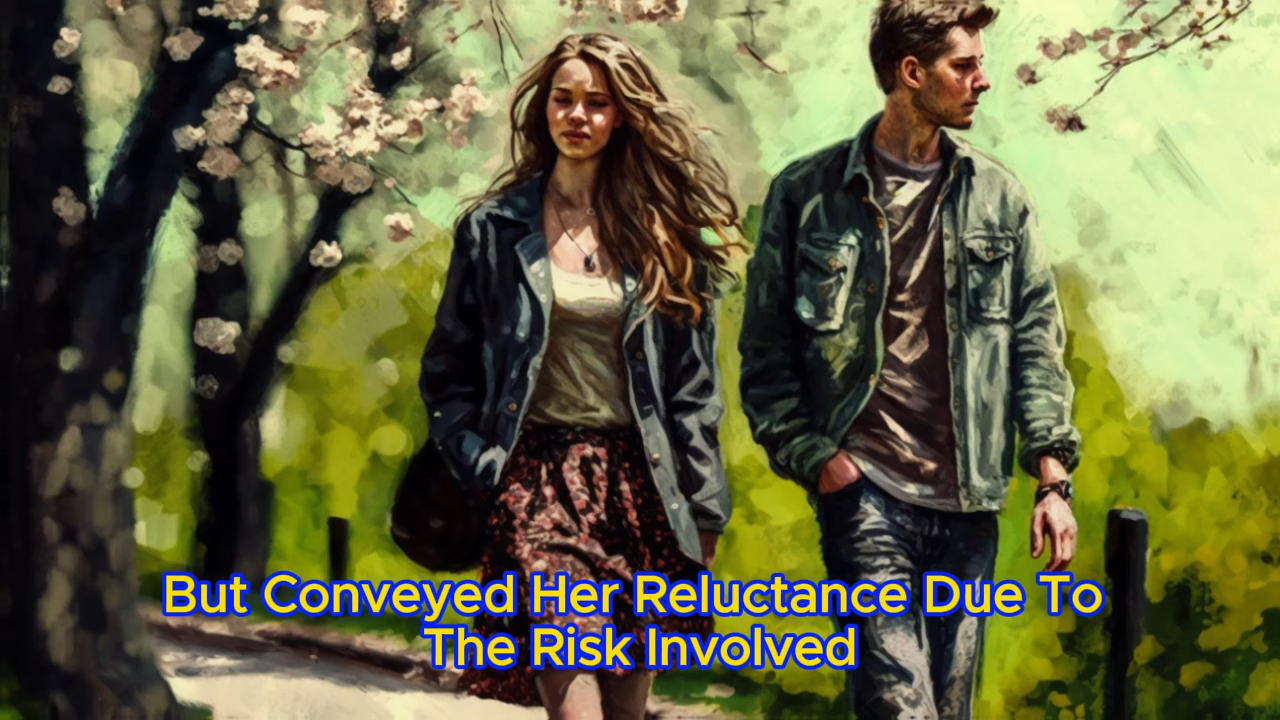 But Conveyed Her Reluctance Due To
The Risk Involved